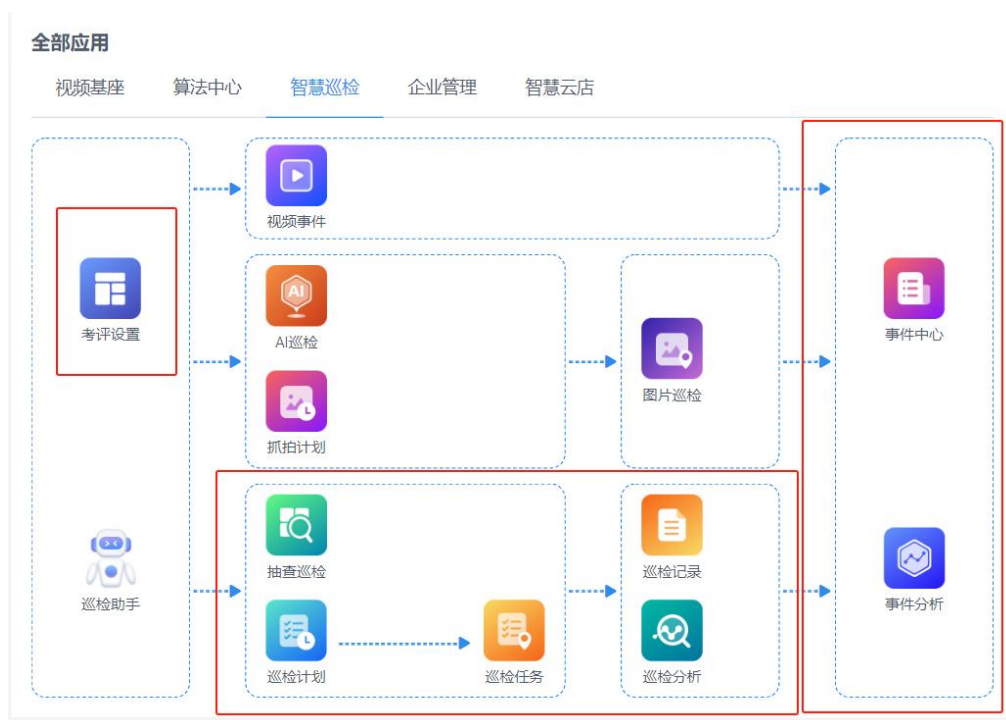 全部应用
视频基座 算法中心 智慧巡检 企业管理 智慧云店
视频事件
考评设置
AI
AI巡检
事件中心
图片巡检
抓拍计划
抽查巡检
巡检记录
巡检助手
事件分析
巡检计划
巡检任务
巡检分析